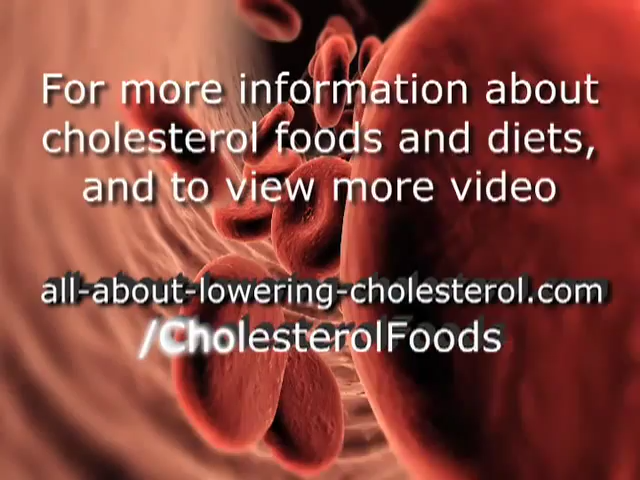 For more information about
cholesterol foods and diets,
and to view more video
all-about-lowering-cholesterol.com
/CholesterolFoods